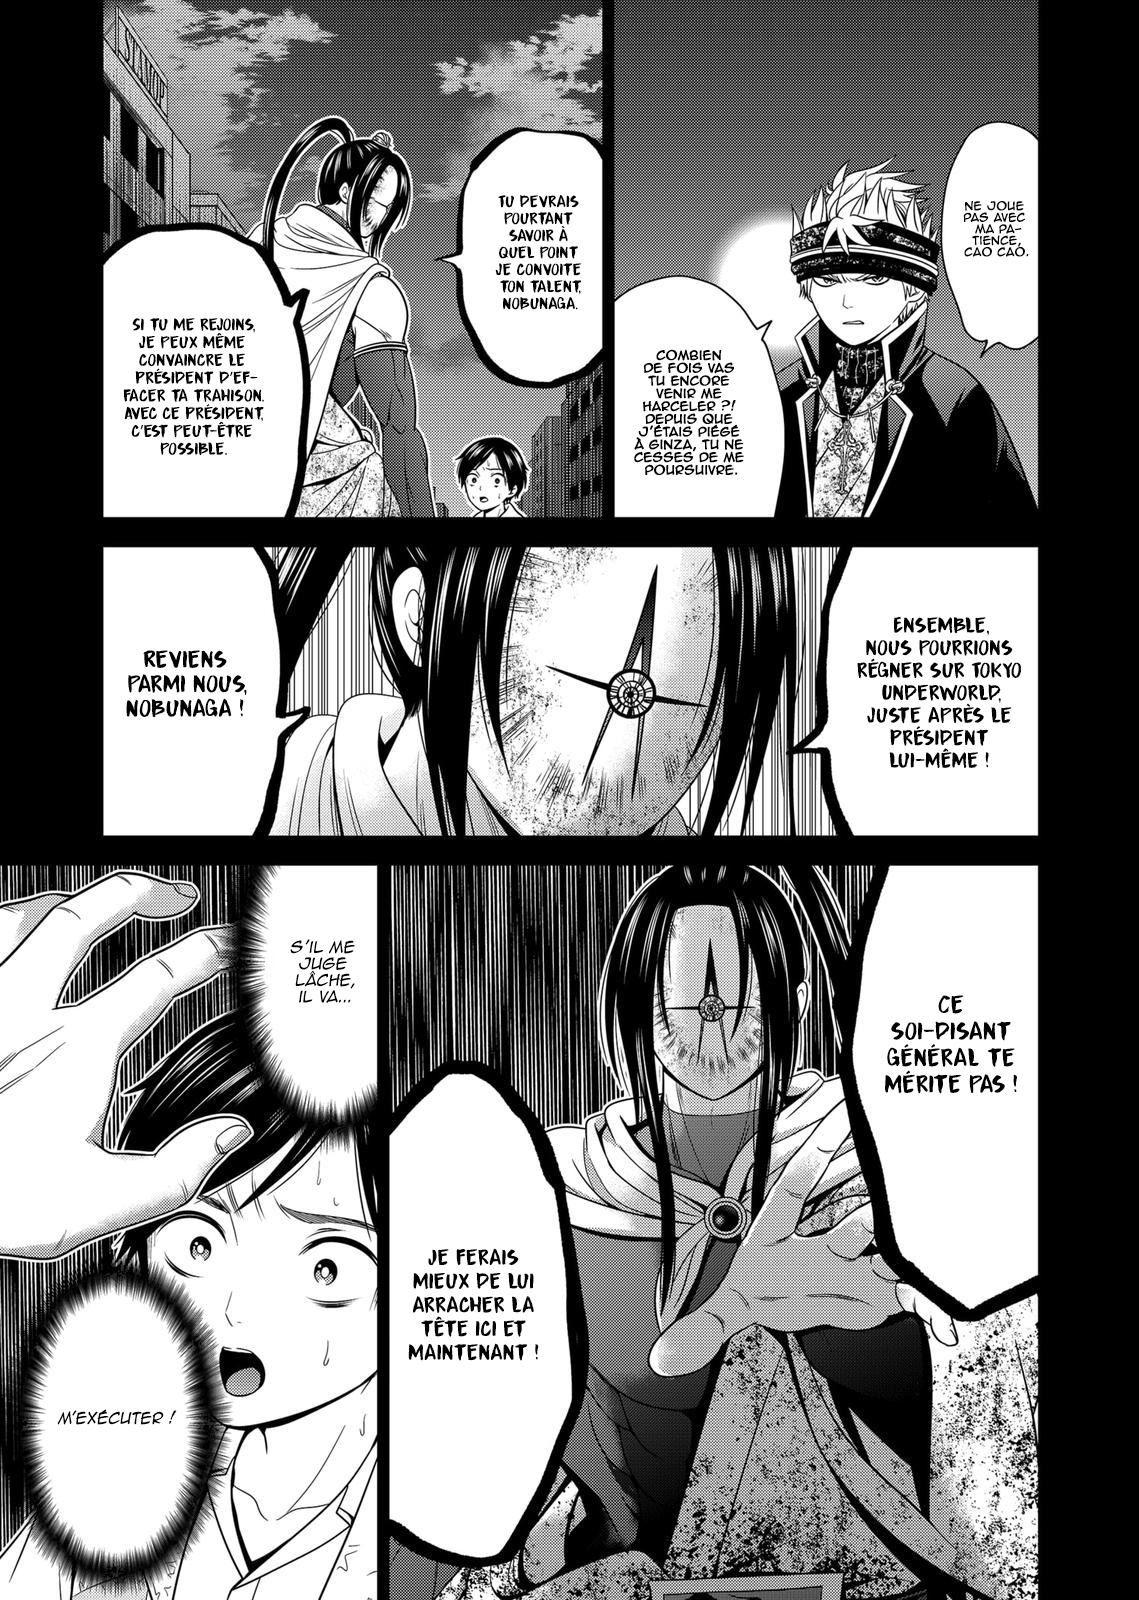 NE JOUE
PAS AVEC
MA PA-
TIENCE,
CAO CAO.
COMBIEN
DE FOIS VAS
TU ENCORE
VENIR ME
HARCELER ?!
DEPUIS QUE
J'ÉTAIS PIÉGÉ
À GINZA, TU NE
CESSES DE ME
POURSUIVRE.
TU DEVRAIS
POURTANT
SAVOIR À
QUEL POINT
JE CONVOITE
TON TALENT,
NOBUNAGA.
SI TU ME REJOINS,
JE PEUX MÊME
CONVAINCRE LE
PRÉSIDENT D'EF-
FACER TA TRAHISON.
AVEC CE PRÉSIDENT,
C'EST PEUT-ÊTRE
POSSIBLE.
ENSEMBLE,
NOUS POURRIONS
RÉGNER SUR TOKYO
UNDERWORLD,
JUSTE APRÈS LE
PRÉSIDENT
LUI-MÊME !
REVIENS
PARMI NOUS,
NOBUNAGA !
CE
SOI-DISANT
GÉNÉRAL TE
MÉRITE PAS !
JE FERAIS
MIEUX DE LUI
ARRACHER LA
TÊTE ICI ET
MAINTENANT !
S'IL ME
JUGE
LÂCHE,
IL VA...
M'EXÉCUTER !